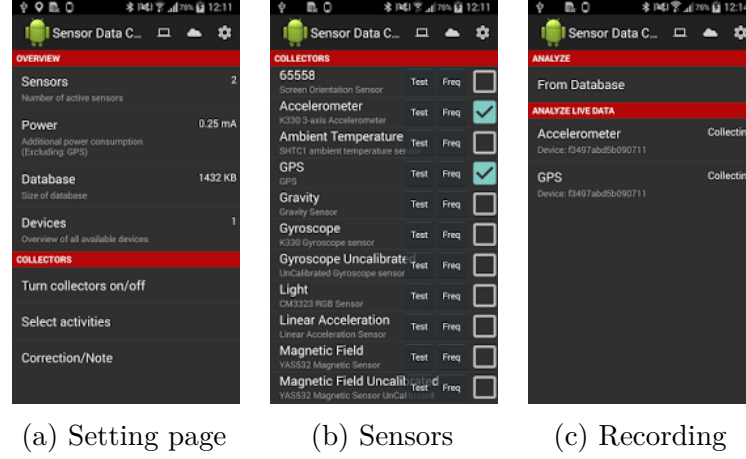 76% 12:11
Sensor Data C...
OVERVIEW
Sensors 2
Number of active sensors
Power 0.25 mA
Additional power consumption
(Excluding: GPS)
Database 1432 KB
Size of database
Devices 1
Overview of all available devices
COLLECTORS
Turn collectors on/off
Select activities
Correction/Note
(a) Setting page
76% 12:11
Sensor Data C...
COLLECTORS
65558 Test Freq
Screen Orientation Sensor
Accelerometer Test Freq
K330 3-axis Accelerometer
Ambient Temperature Test Freq
SHTC1 ambient temperature ser
GPS Test Freq
GPS
Gravity Test Freq
Gravity Sensor
Gyroscope Test Freq
K330 Gyroscope sensor
Gyroscope Uncalibrated Test Freq
UnCalibrated Gyroscope sensor
Light Test Freq
CM3323 RGB Sensor
Linear Acceleration Test Freq
Linear Acceleration Sensor
Magnetic Field Test Freq
YAS532 Magnetic Sensor
Magnetic Field Uncalibrated Test Freq
YAS532 Magnetic Sensor UnCalibrated
(b) Sensors
76% 12:14
Sensor Data C...
ANALYZE
From Database
ANALYZE LIVE DATA
Accelerometer Collectin
Device: f3497abd5b090711
GPS Collectin
Device: f3497abd5b090711
(c) Recording